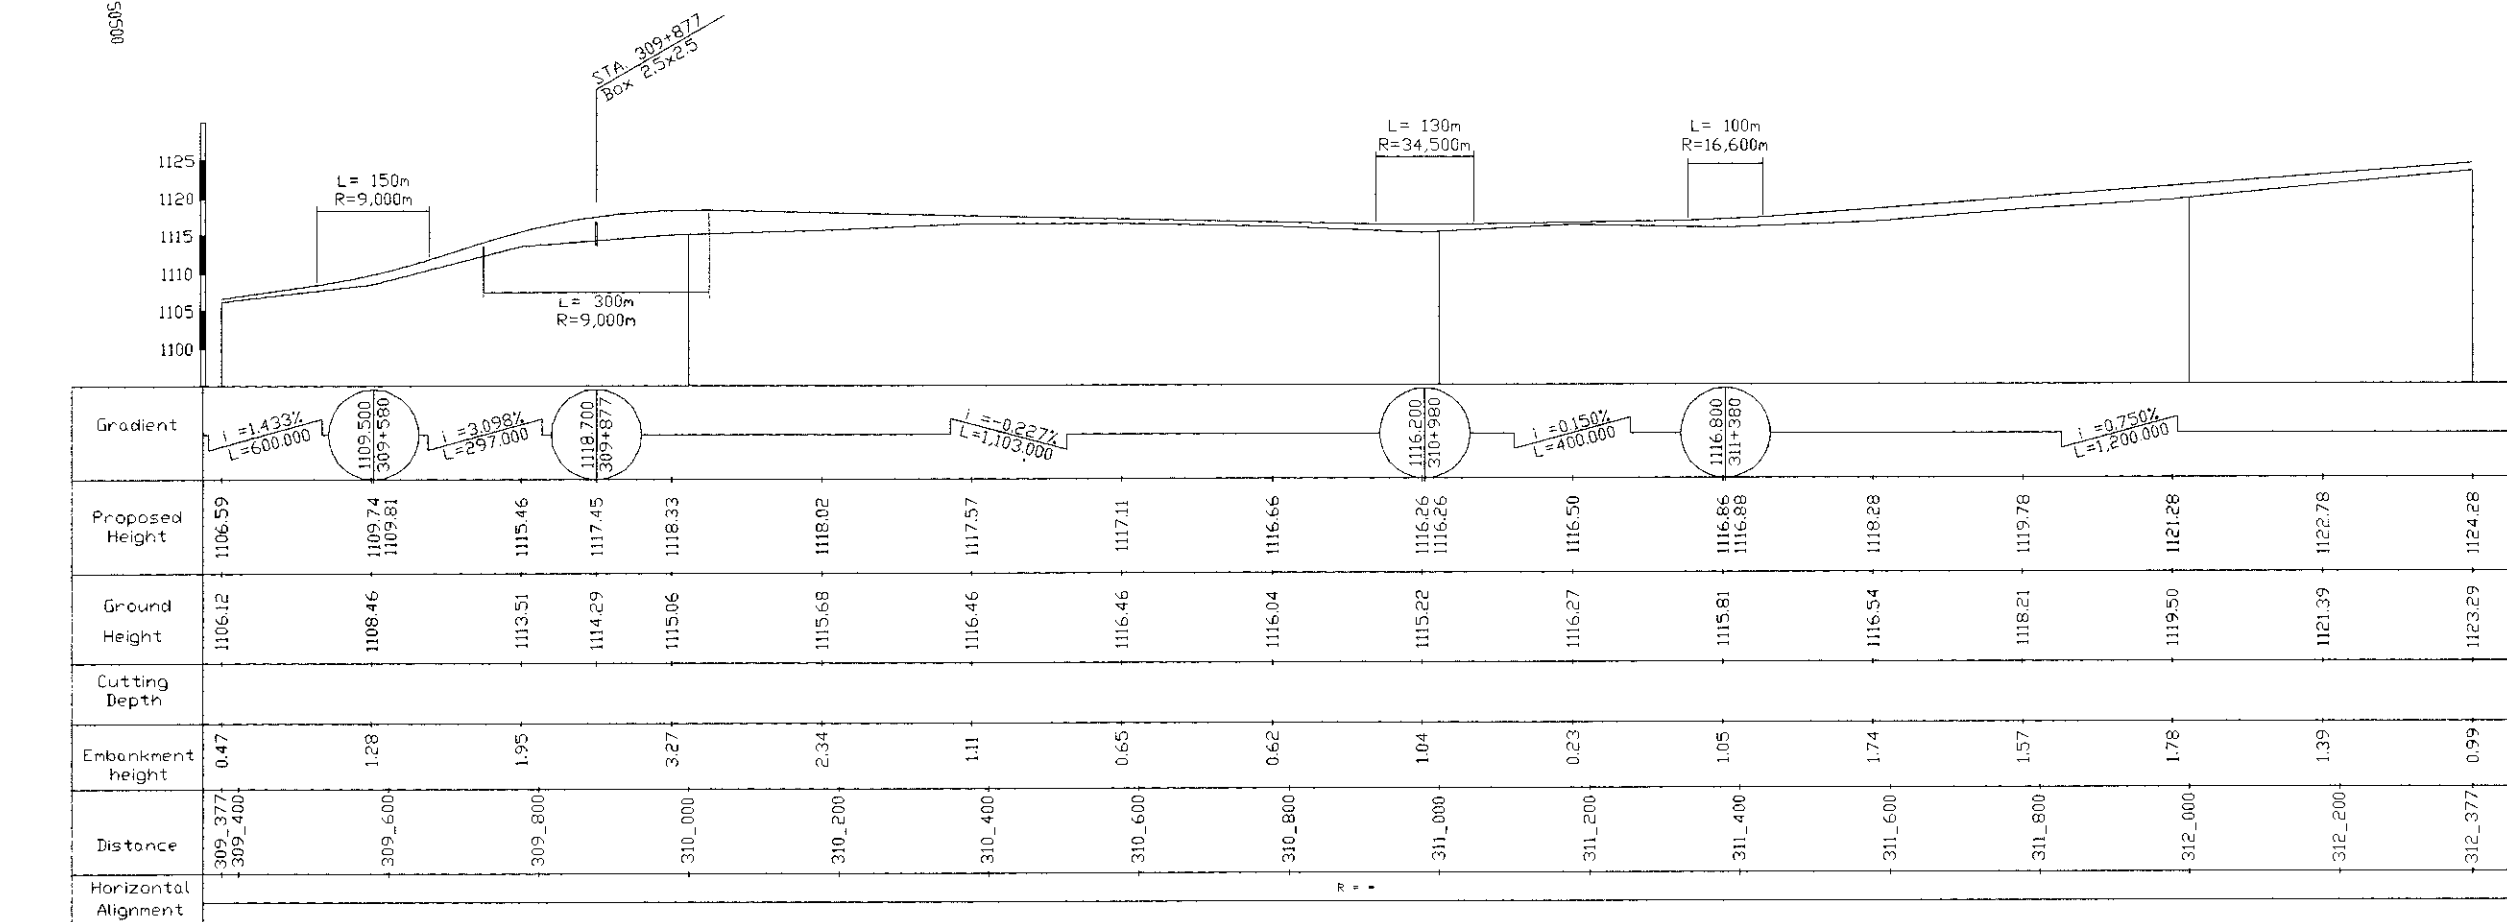 50500
STA. 309+877
Box 2.5x2.5
L= 130m
R=34,500m
L= 100m
R=16,600m
L= 150m
R=9,000m
1125
1120
1115
1110
1105
1100
L= 300m
R=9,000m
Gradient
i =1.433%
L=600.000
1109.500
309+580
i =3.098%
L=297.000
1118.700
309+877
i =-0.227%
L=1,103.000
1116.200
310+980
i =0.150%
L=400.000
1116.800
311+380
i =0.750%
L=1,200.000
Proposed
Height
1106.59
1109.74
1109.81
1115.46
1117.45
1118.33
1118.02
1117.57
1117.11
1116.66
1116.26
1116.26
1116.50
1116.86
1116.88
1118.28
1119.78
1121.28
1122.78
1124.28
Ground
Height
1106.12
1108.46
1113.51
1114.29
1115.06
1115.68
1116.46
1116.46
1116.04
1115.22
1116.27
1115.81
1116.54
1118.21
1119.50
1121.39
1123.29
Cutting
Depth
Embankment
height
0.47
1.28
1.95
3.27
2.34
1.11
0.65
0.62
1.04
0.23
1.05
1.74
1.57
1.78
1.39
0.99
Distance
309_377
309_400
309_600
309_800
310_000
310_200
310_400
310_600
310_800
311_000
311_200
311_400
311_600
311_800
312_000
312_200
312_377
Horizontal
Alignment
R = -